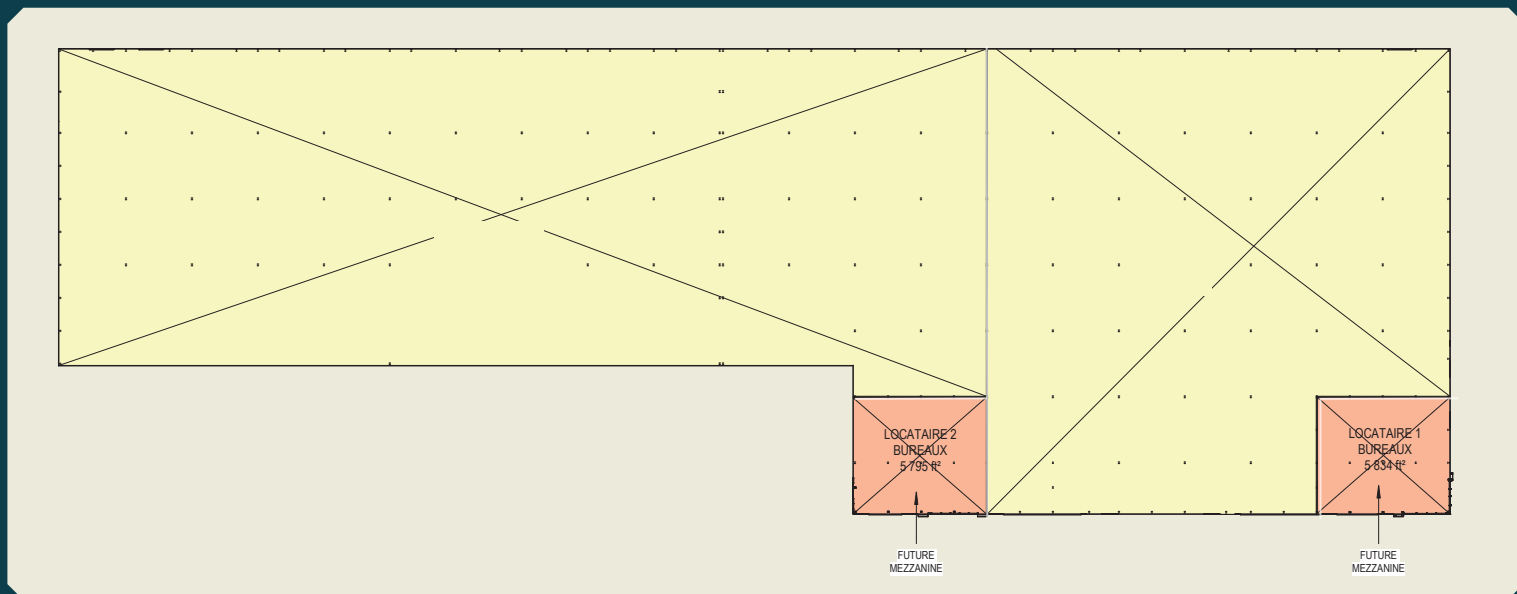 LOCATAIRE 2
BUREAUX
5 795 ft²
LOCATAIRE 1
BUREAUX
5 834 ft²
FUTURE
MEZZANINE
FUTURE
MEZZANINE